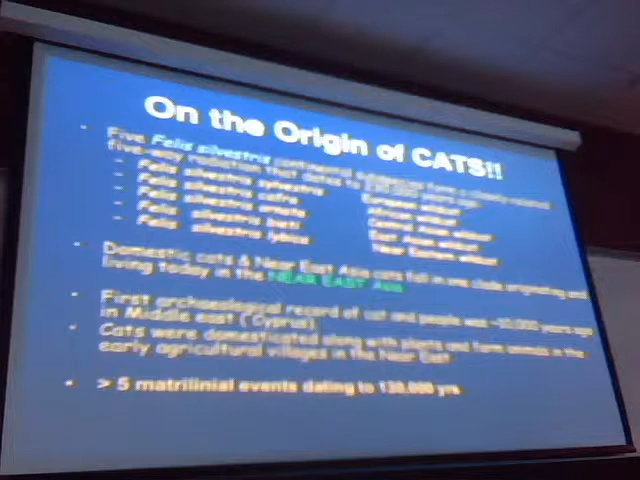 On the Origin of CATS!!
Five Felis silvestris continental subspecies form a closely related
five-way radiation that dates to 230,000 years ago
- Felis silvestris sylvestris European wildcat
- Felis silvestris cafra African wildcat
- Felis silvestris ornata Central Asian wildcat
- Felis silvestris bieti East Asia wildcat
- Felis silvestris lybica Near Eastern wildcat
Domestic cats & Near East Asia cats fall in one clade originating and
living today in the NEAR EAST Asia
First archaeological record of cat and people was ~10,000 years ago
in Middle east (Cyprus)
Cats were domesticated along with plants and farm animals in the
early agricultural villages in the Near East
> 5 matrilinial events dating to 130,000 yrs